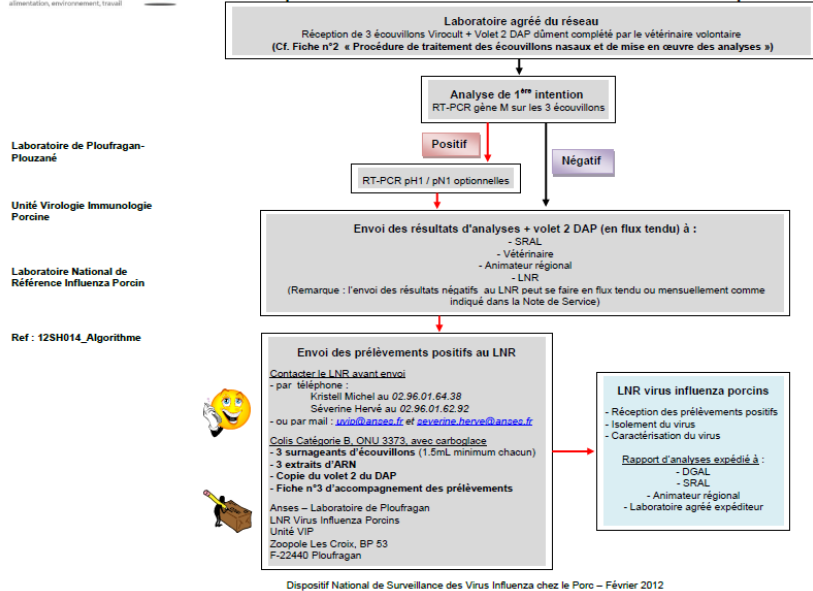 alimentation, environnement, travail
Laboratoire agréé du réseau
Réception de 3 écouvillons Virocult + Volet 2 DAP dûment complété par le vétérinaire volontaire
(Cf. Fiche n°2 « Procédure de traitement des écouvillons nasaux et de mise en œuvre des analyses »)
Analyse de 1ère intention
RT-PCR gène M sur les 3 écouvillons
Positif
Négatif
Laboratoire de Ploufragan-
Plouzané
RT-PCR pH1 / pN1 optionnelles
Unité Virologie Immunologie
Porcine
Envoi des résultats d'analyses + volet 2 DAP (en flux tendu) à :
- SRAL
- Vétérinaire
- Animateur régional
- LNR
(Remarque : l'envoi des résultats négatifs au LNR peut se faire en flux tendu ou mensuellement comme
indiqué dans la Note de Service)
Laboratoire National de
Référence Influenza Porcin
Ref : 12SH014_Algorithme
Envoi des prélèvements positifs au LNR
Contacter le LNR avant envoi
- par téléphone :
Kristell Michel au 02.96.01.64.38
Séverine Hervé au 02.96.01.62.92
- ou par mail : uvip@anses.fr et severine.herve@anses.fr
Colis Catégorie B, ONU 3373, avec carboglace
- 3 surnageants d'écouvillons (1.5mL minimum chacun)
- 3 extraits d'ARN
- Copie du volet 2 du DAP
- Fiche n°3 d'accompagnement des prélèvements
Anses – Laboratoire de Ploufragan
LNR Virus Influenza Porcins
Unité VIP
Zoopole Les Croix, BP 53
F-22440 Ploufragan
LNR virus influenza porcins
- Réception des prélèvements positifs
- Isolement du virus
- Caractérisation du virus
Rapport d'analyses expédié à :
- DGAL
- SRAL
- Animateur régional
- Laboratoire agréé expéditeur
Dispositif National de Surveillance des Virus Influenza chez le Porc – Février 2012